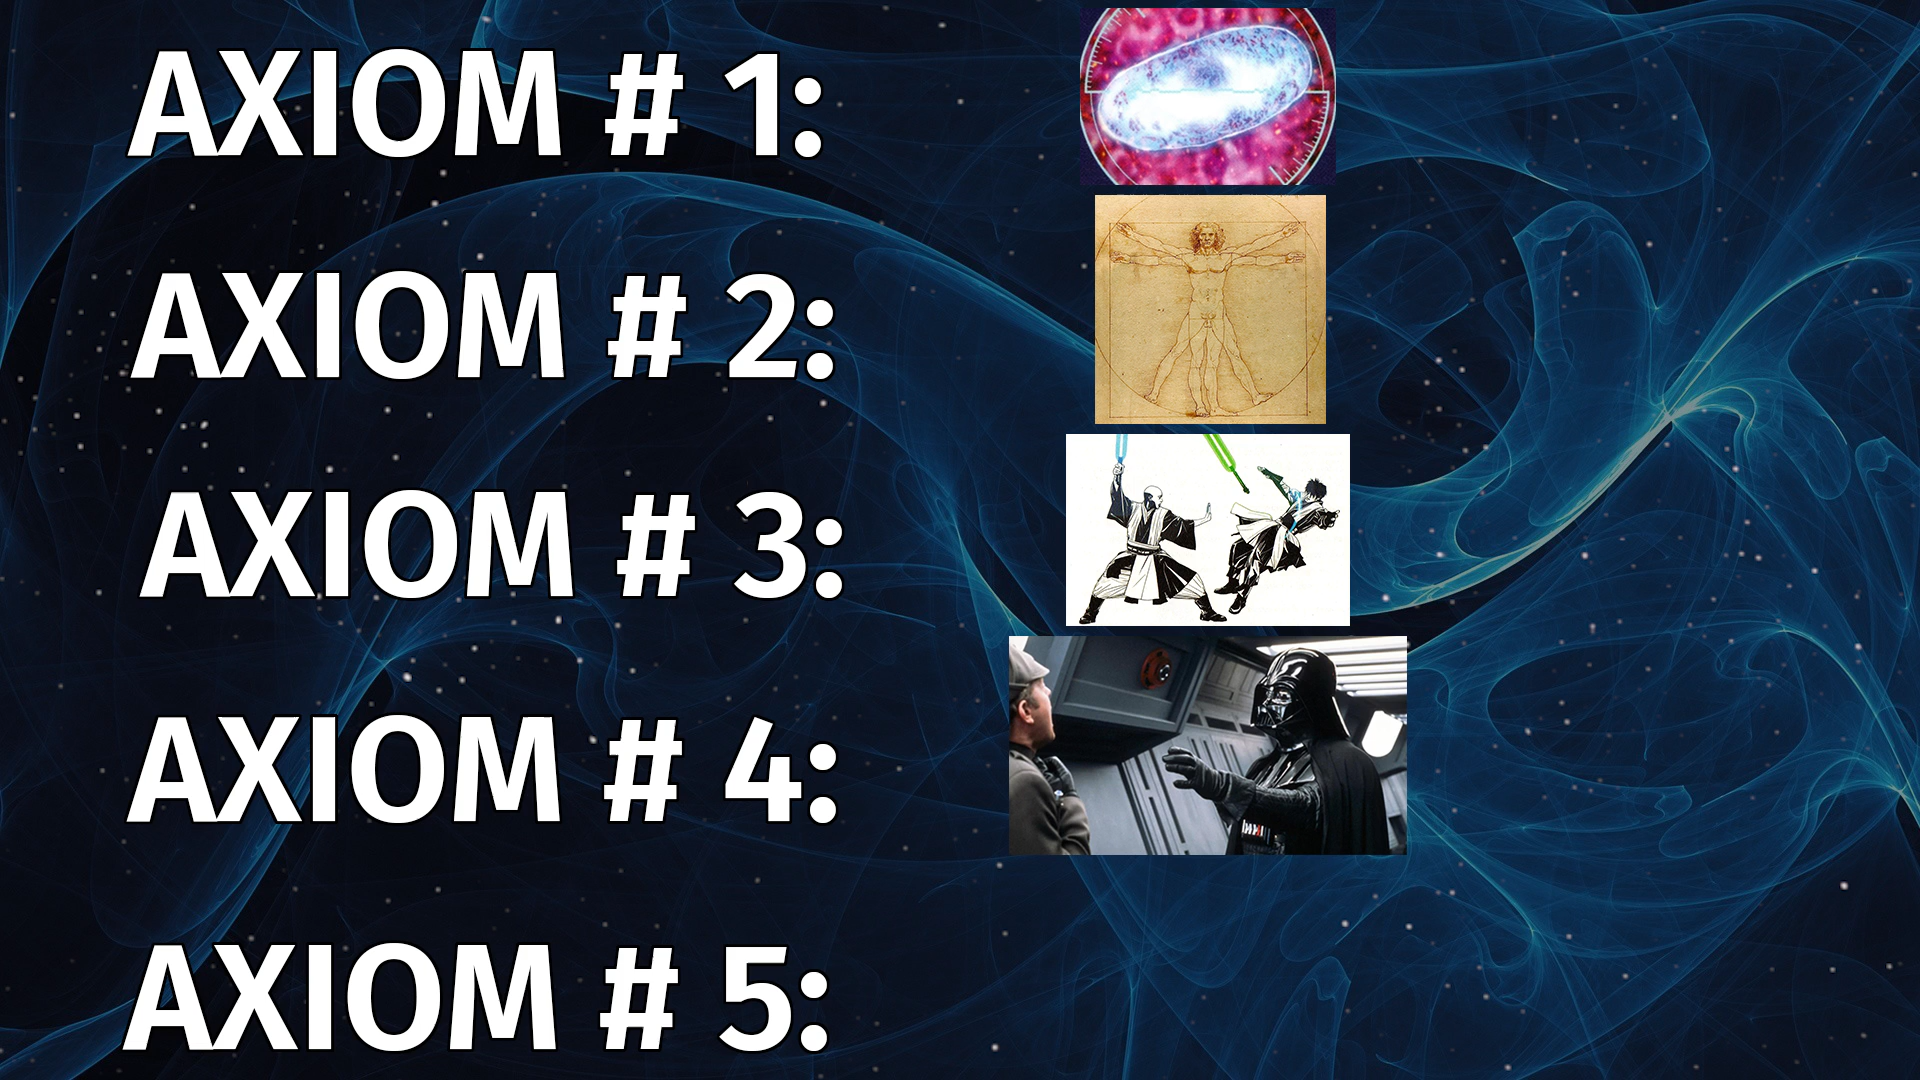 AXIOM # 1:
AXIOM # 2:
AXIOM # 3:
AXIOM # 4:
AXIOM # 5: